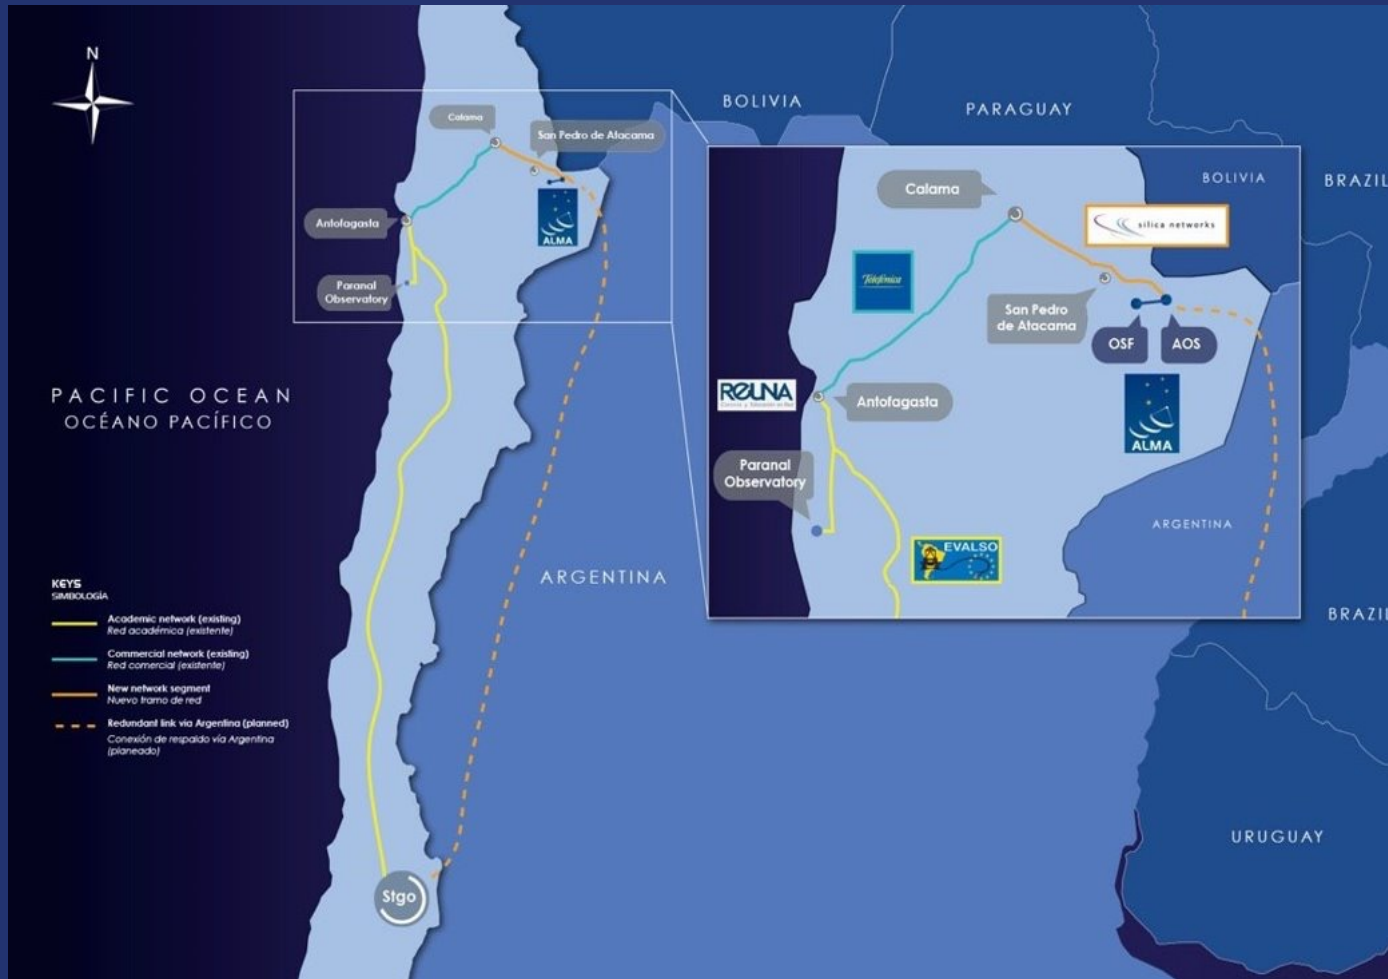 N
BOLIVIA
PARAGUAY
BRAZIL
Calama
San Pedro de Atacama
Antofagasta
ALMA
Paranal
Observatory
PACIFIC OCEAN
OCÉANO PACÍFICO
ARGENTINA
BOLIVIA
Calama
silica networks
Telefónica
San Pedro
de Atacama
OSF
AOS
REUNA
Antofagasta
ALMA
Paranal
Observatory
ARGENTINA
EVALSO
BRAZIL
URUGUAY
KEYS
SIMBOLOGÍA
Academic network (existing)
Red académica (existente)
Commercial network (existing)
Red comercial (existente)
New network segment
Nuevo tramo de red
Redundant link via Argentina (planned)
Conexión de respaldo vía Argentina
(planeado)
Stgo